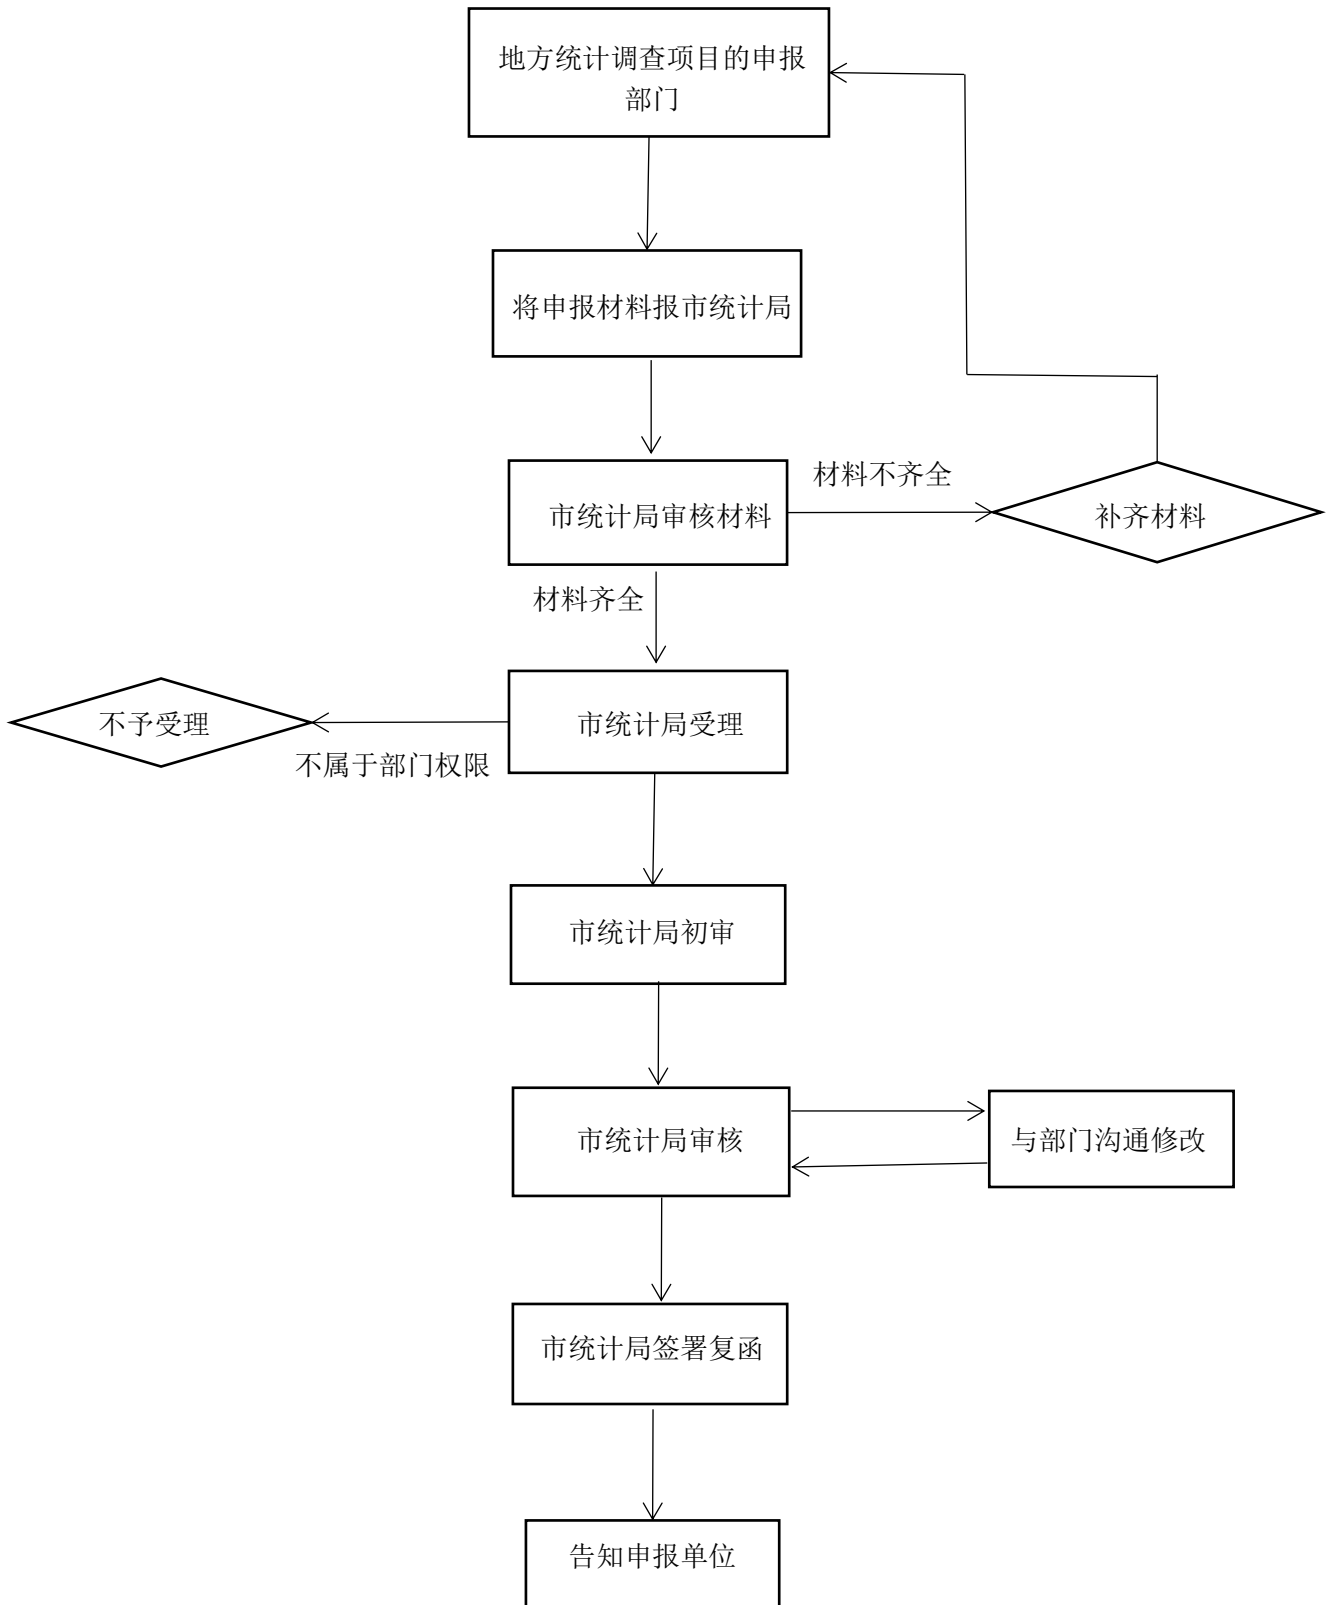 地方统计调查项目的申报
部门
将申报材料报市统计局
材料不齐全
市统计局审核材料
补齐材料
材料齐全
不予受理
市统计局受理
不属于部门权限
市统计局初审
市统计局审核
与部门沟通修改
市统计局签署复函
告知申报单位